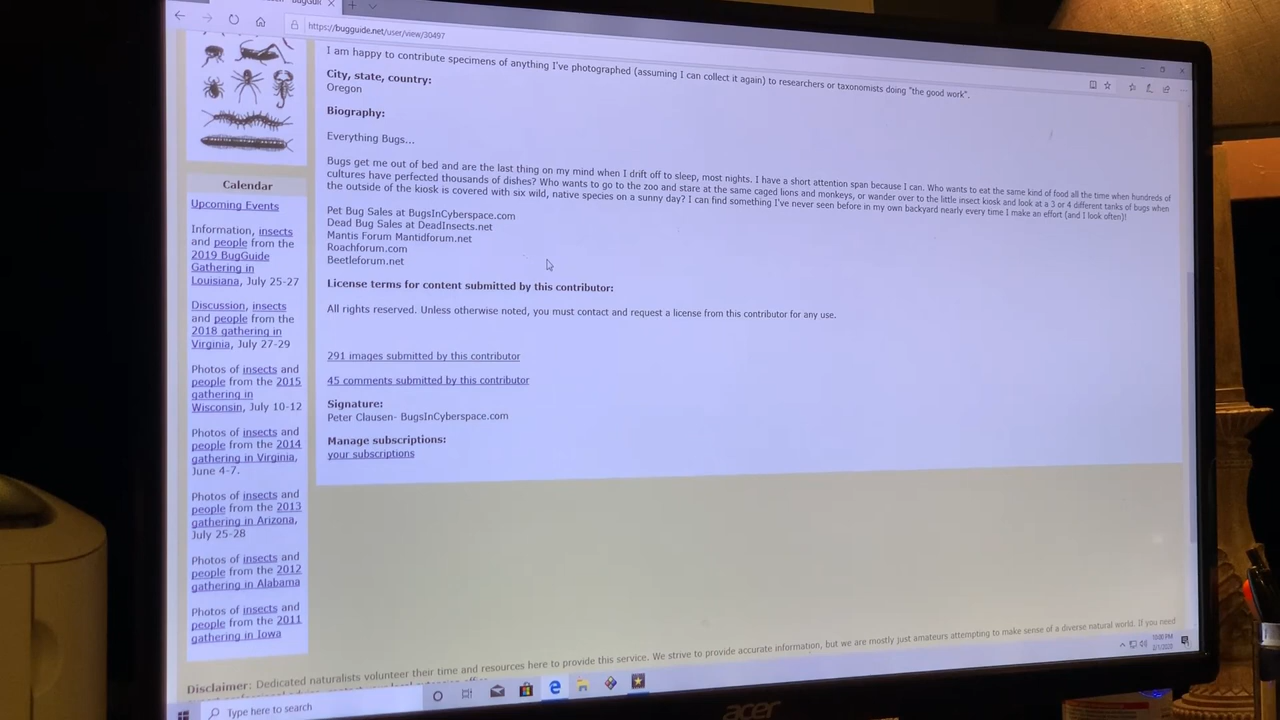 https://bugguide.net/user/view/30497
I am happy to contribute specimens of anything I've photographed (assuming I can collect it again) to researchers or taxonomists doing "the good work".
City, state, country:
Oregon
Biography:
Everything Bugs...
Bugs get me out of bed and are the last thing on my mind when I drift off to sleep, most nights. I have a short attention span because I can. Who wants to eat the same kind of food all the time when hundreds of
cultures have perfected thousands of dishes? Who wants to go to the zoo and stare at the same caged lions and monkeys, or wander over to the little insect kiosk and look at a 3 or 4 different tanks of bugs when
the outside of the kiosk is covered with six wild, native species on a sunny day? I can find something I've never seen before in my own backyard nearly every time I make an effort (and I look often)!
Pet Bug Sales at BugsInCyberspace.com
Dead Bug Sales at DeadInsects.net
Mantis Forum Mantidforum.net
Roachforum.com
Beetleforum.net
License terms for content submitted by this contributor:
All rights reserved. Unless otherwise noted, you must contact and request a license from this contributor for any use.
291 images submitted by this contributor
45 comments submitted by this contributor
Signature:
Peter Clausen- BugsInCyberspace.com
Manage subscriptions:
your subscriptions
Calendar
Upcoming Events
Information, insects
and people from the
2019 BugGuide
Gathering in
Louisiana, July 25-27
Discussion, insects
and people from the
2018 gathering in
Virginia, July 27-29
Photos of insects and
people from the 2015
gathering in
Wisconsin, July 10-12
Photos of insects and
people from the 2014
gathering in Virginia,
June 4-7.
Photos of insects and
people from the 2013
gathering in Arizona,
July 25-28
Photos of insects and
people from the 2012
gathering in Alabama
Photos of insects and
people from the 2011
gathering in Iowa
Disclaimer: Dedicated naturalists volunteer their time and resources here to provide this service. We strive to provide accurate information, but we are mostly just amateurs attempting to make sense of a diverse natural world. If you need
Type here to search
10:00 PM
acer